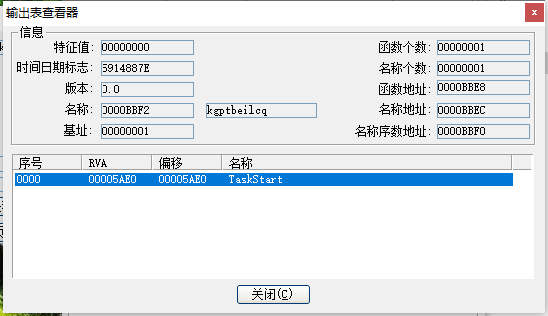 输出表查看器
信息
特征值: 00000000 函数个数: 00000001
时间日期标志: 5914887E 名称个数: 00000001
版本: 0.0 函数地址: 0000BBE8
名称: 0000BBF2 kgptbeilcq 名称地址: 0000BBEC
基址: 00000001 名称序数地址: 0000BBF0
序号 RVA 偏移 名称
0000 00005AE0 00005AE0 TaskStart
关闭(C)